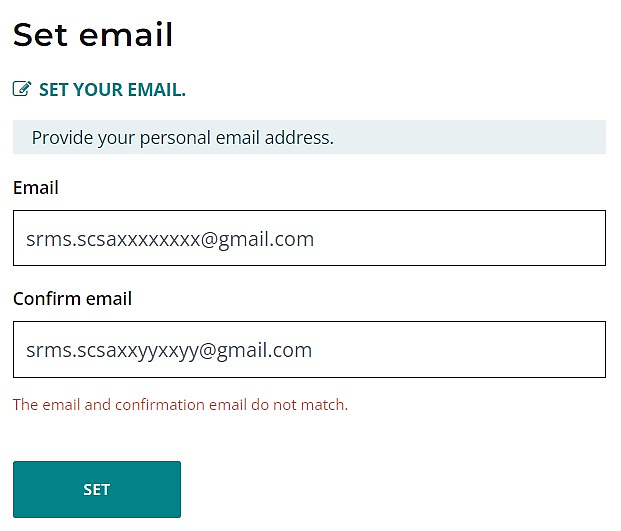 Set email
SET YOUR EMAIL.
Provide your personal email address.
Email
srms.scsaxxxxxxxx@gmail.com
Confirm email
srms.scsaxxyyxxyy@gmail.com
The email and confirmation email do not match.
SET